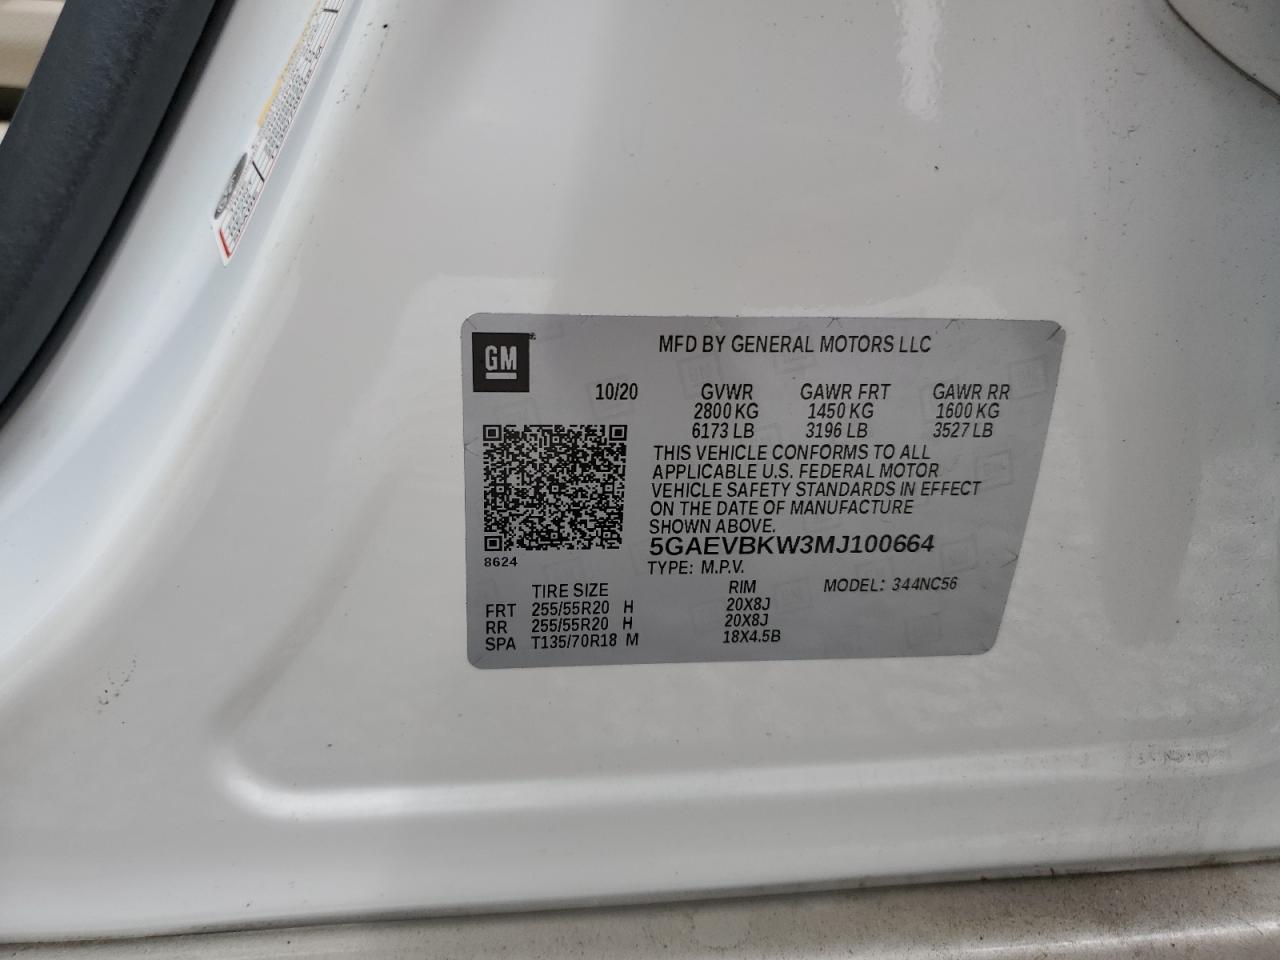 GM
MFD BY GENERAL MOTORS LLC
10/20 GVWR GAWR FRT GAWR RR
2800 KG 1450 KG 1600 KG
6173 LB 3196 LB 3527 LB
THIS VEHICLE CONFORMS TO ALL
APPLICABLE U.S. FEDERAL MOTOR
VEHICLE SAFETY STANDARDS IN EFFECT
ON THE DATE OF MANUFACTURE
SHOWN ABOVE.
5GAEVBKW3MJ100664
8624
TYPE: M.P.V. MODEL: 344NC56
TIRE SIZE RIM
FRT 255/55R20 H 20X8J
RR 255/55R20 H 20X8J
SPA T135/70R18 M 18X4.5B